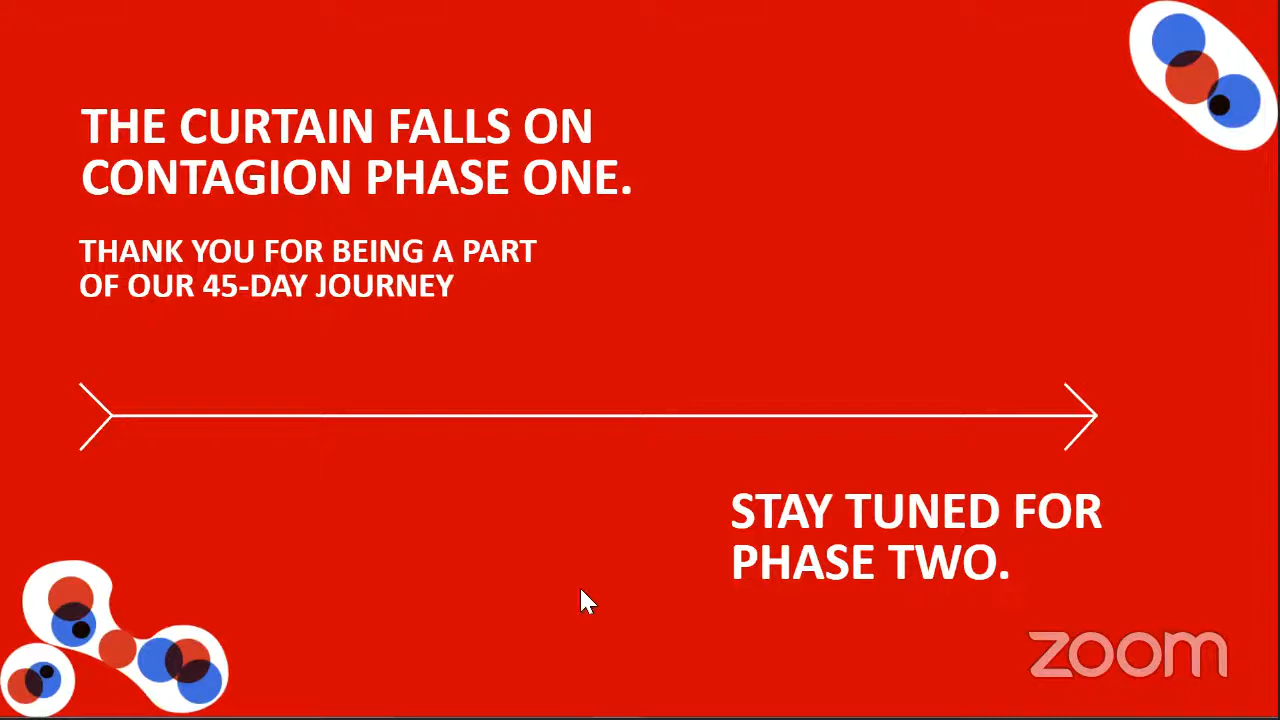 THE CURTAIN FALLS ON
CONTAGION PHASE ONE.
THANK YOU FOR BEING A PART
OF OUR 45-DAY JOURNEY
STAY TUNED FOR
PHASE TWO.
zoom